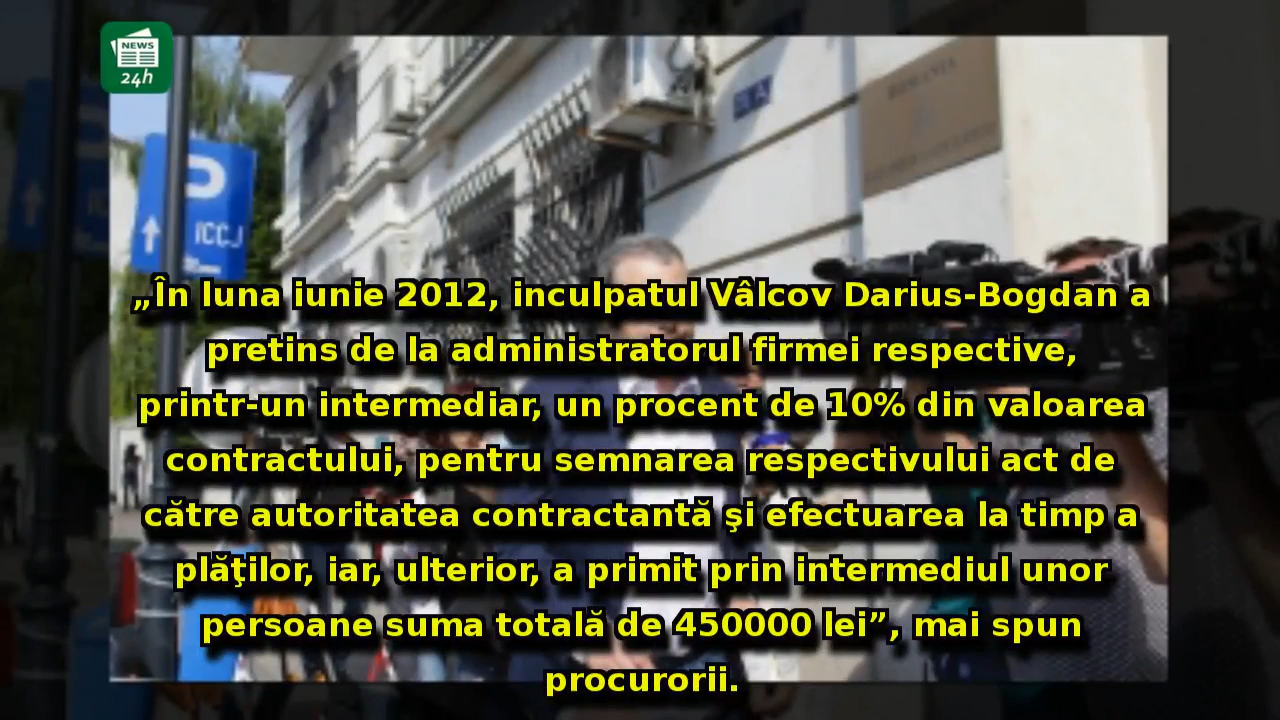 NEWS
24h
P
ICCJ
ROMANIA
„În luna iunie 2012, inculpatul Vâlcov Darius-Bogdan a
pretins de la administratorul firmei respective,
printr-un intermediar, un procent de 10% din valoarea
contractului, pentru semnarea respectivului act de
către autoritatea contractantă şi efectuarea la timp a
plăţilor, iar, ulterior, a primit prin intermediul unor
persoane suma totală de 450000 lei”, mai spun
procurorii.